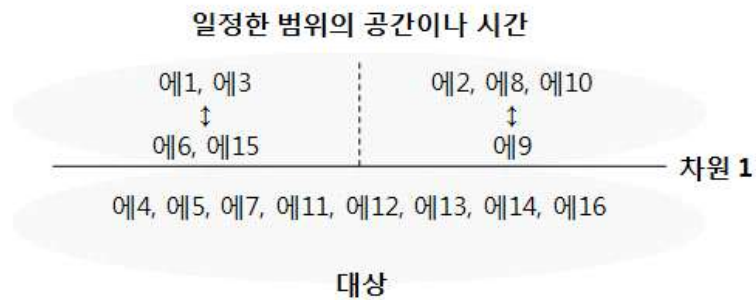 일정한 범위의 공간이나 시간
에1, 에3 에2, 에8, 에10
↕ ↕
에6, 에15 에9
차원 1
에4, 에5, 에7, 에11, 에12, 에13, 에14, 에16
대상